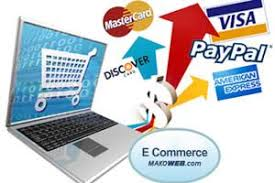 MasterCard
VISA
PayPal
DISCOVER
AMERICAN
EXPRESS
E Commerce
MAKOWEB.com